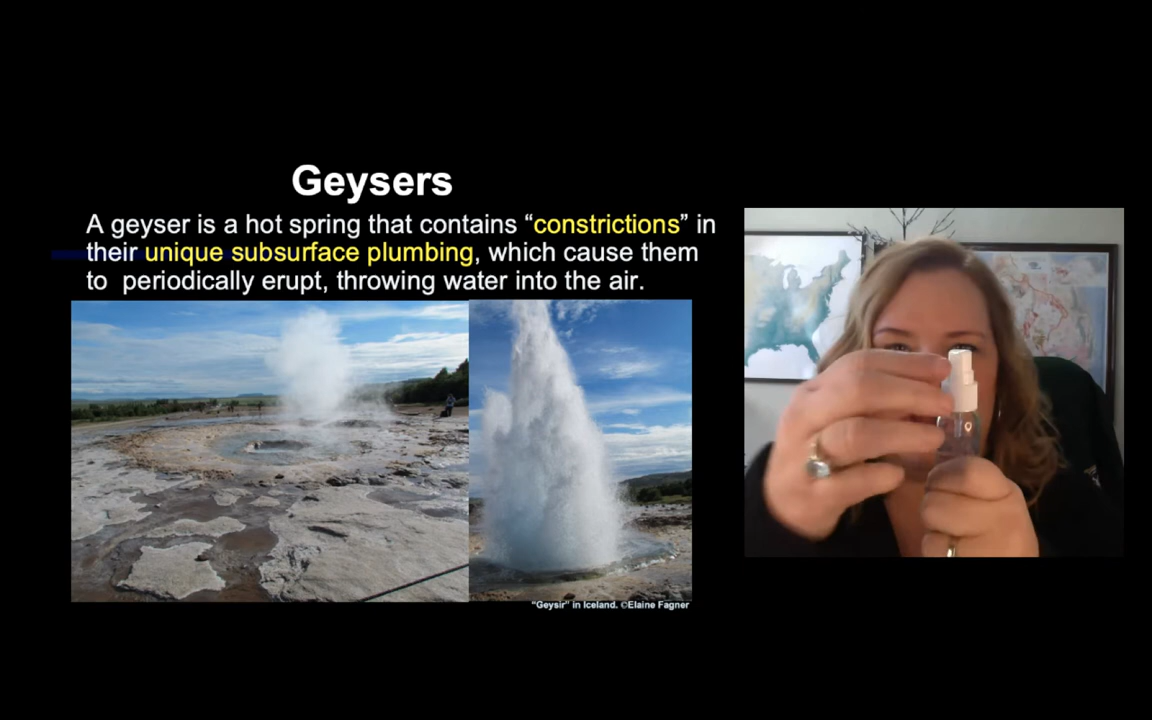 Geysers
A geyser is a hot spring that contains “constrictions” in
their unique subsurface plumbing, which cause them
to  periodically erupt, throwing water into the air.
“Geysir” in Iceland. ©Elaine Fagner